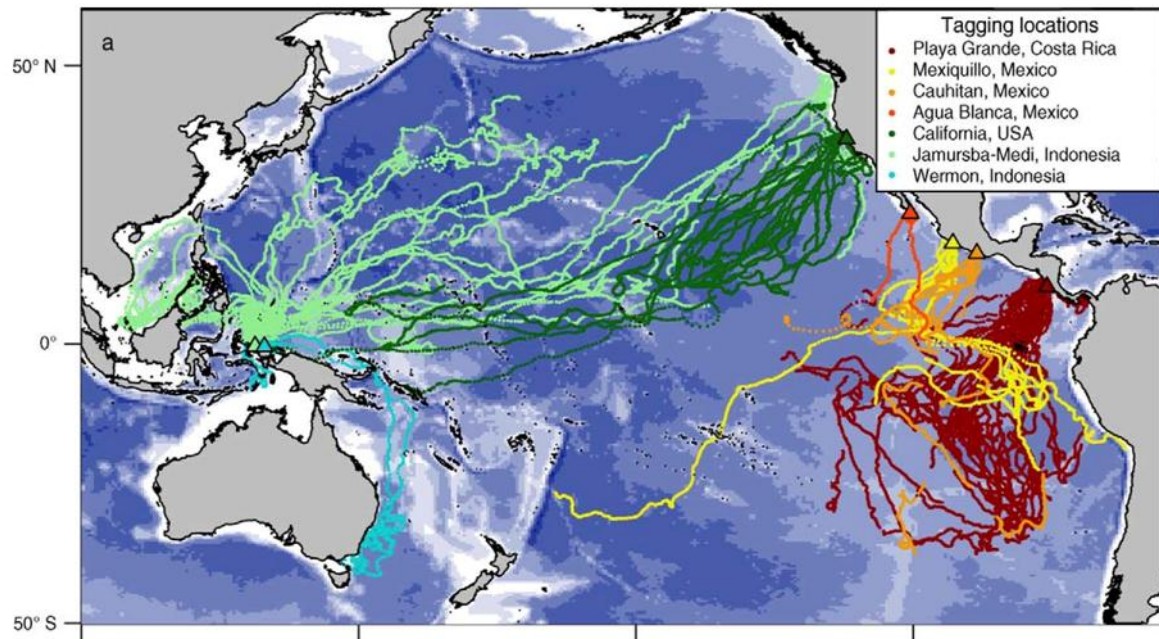 a
Tagging locations
Playa Grande, Costa Rica
Mexiquillo, Mexico
Cauhitan, Mexico
Agua Blanca, Mexico
California, USA
Jamursba-Medi, Indonesia
Wermon, Indonesia
50° N
0°
50° S